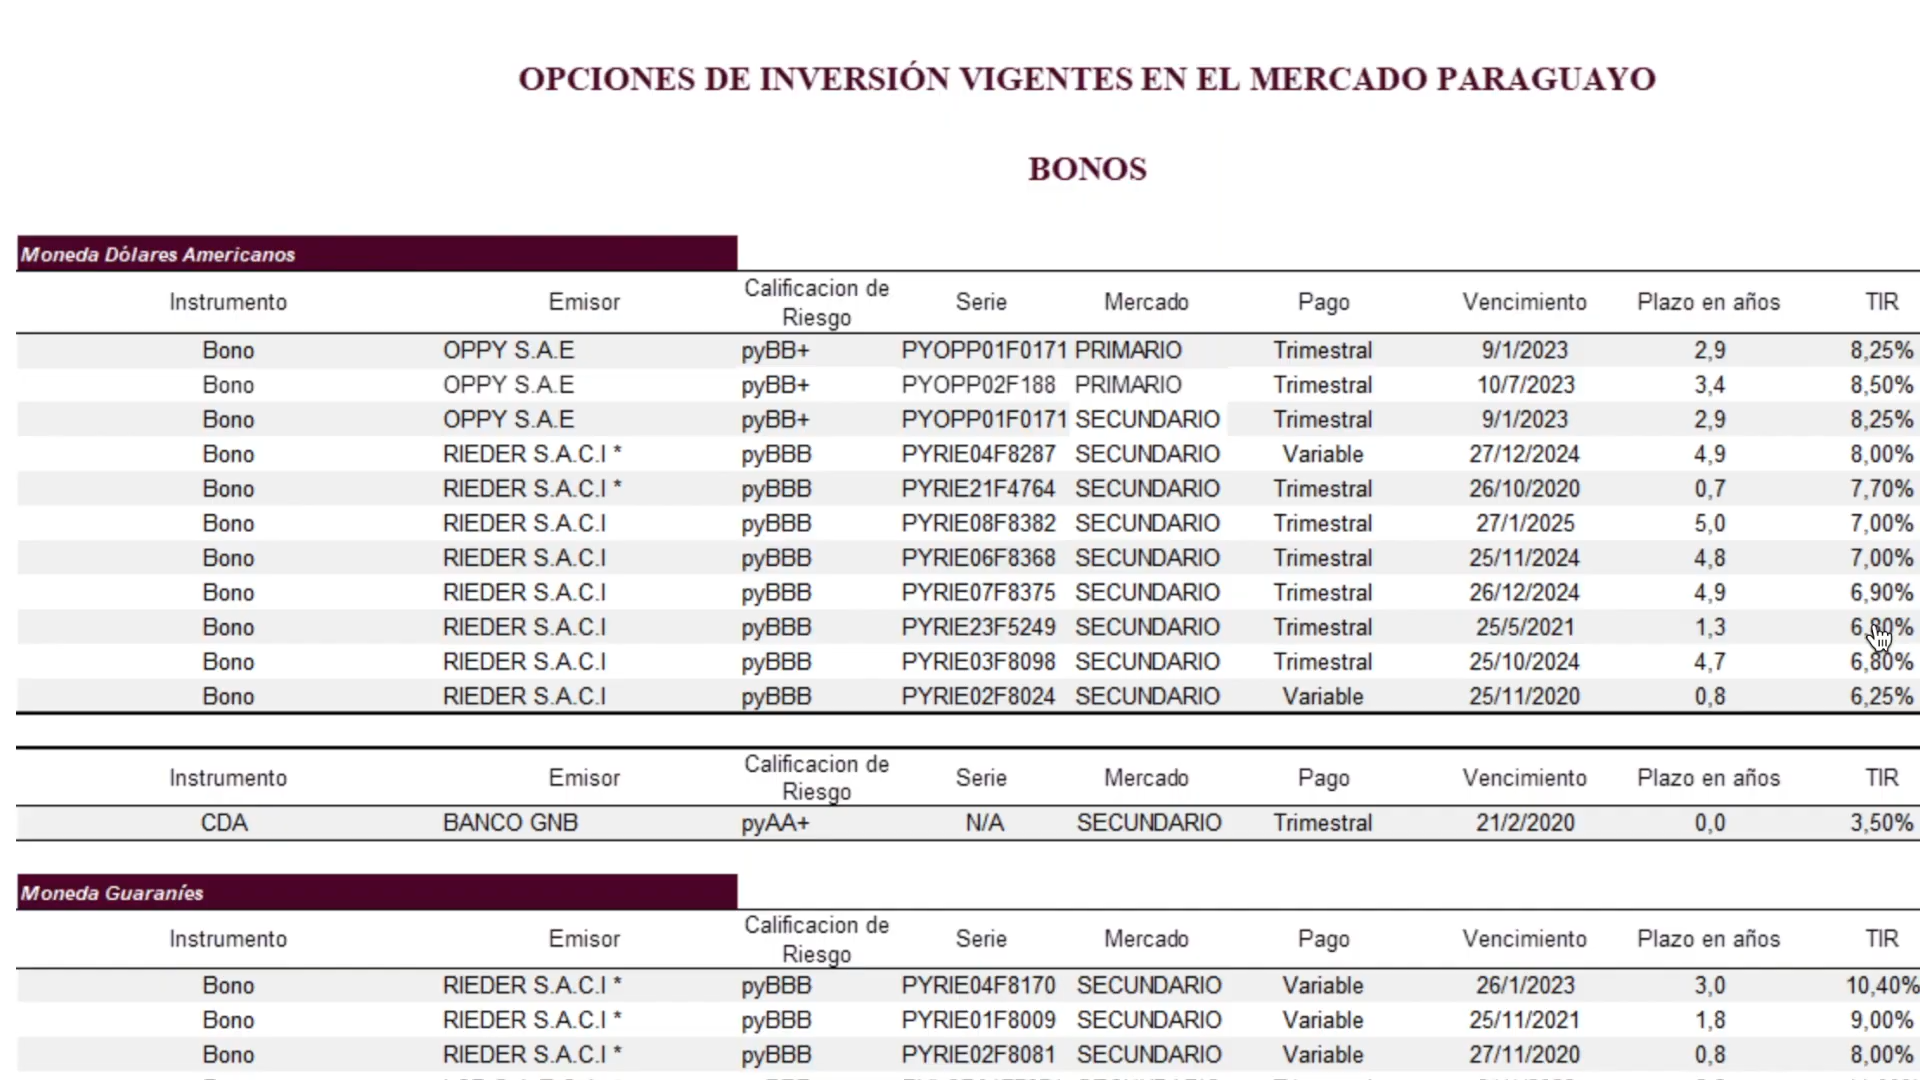 OPCIONES DE INVERSIÓN VIGENTES EN EL MERCADO PARAGUAYO
BONOS
Moneda Dólares Americanos
Instrumento Emisor Calificacion de Riesgo Serie Mercado Pago Vencimiento Plazo en años TIR
Bono OPPY S.A.E pyBB+ PYOPP01F0171 PRIMARIO Trimestral 9/1/2023 2,9 8,25%
Bono OPPY S.A.E pyBB+ PYOPP02F188 PRIMARIO Trimestral 10/7/2023 3,4 8,50%
Bono OPPY S.A.E pyBB+ PYOPP01F0171 SECUNDARIO Trimestral 9/1/2023 2,9 8,25%
Bono RIEDER S.A.C.I * pyBBB PYRIE04F8287 SECUNDARIO Variable 27/12/2024 4,9 8,00%
Bono RIEDER S.A.C.I * pyBBB PYRIE21F4764 SECUNDARIO Trimestral 26/10/2020 0,7 7,70%
Bono RIEDER S.A.C.I pyBBB PYRIE08F8382 SECUNDARIO Trimestral 27/1/2025 5,0 7,00%
Bono RIEDER S.A.C.I pyBBB PYRIE06F8368 SECUNDARIO Trimestral 25/11/2024 4,8 7,00%
Bono RIEDER S.A.C.I pyBBB PYRIE07F8375 SECUNDARIO Trimestral 26/12/2024 4,9 6,90%
Bono RIEDER S.A.C.I pyBBB PYRIE23F5249 SECUNDARIO Trimestral 25/5/2021 1,3 6,80%
Bono RIEDER S.A.C.I pyBBB PYRIE03F8098 SECUNDARIO Trimestral 25/10/2024 4,7 6,80%
Bono RIEDER S.A.C.I pyBBB PYRIE02F8024 SECUNDARIO Variable 25/11/2020 0,8 6,25%
Instrumento Emisor Calificacion de Riesgo Serie Mercado Pago Vencimiento Plazo en años TIR
CDA BANCO GNB pyAA+ N/A SECUNDARIO Trimestral 21/2/2020 0,0 3,50%
Moneda Guaraníes
Instrumento Emisor Calificacion de Riesgo Serie Mercado Pago Vencimiento Plazo en años TIR
Bono RIEDER S.A.C.I * pyBBB PYRIE04F8170 SECUNDARIO Variable 26/1/2023 3,0 10,40%
Bono RIEDER S.A.C.I * pyBBB PYRIE01F8009 SECUNDARIO Variable 25/11/2021 1,8 9,00%
Bono RIEDER S.A.C.I * pyBBB PYRIE02F8081 SECUNDARIO Variable 27/11/2020 0,8 8,00%